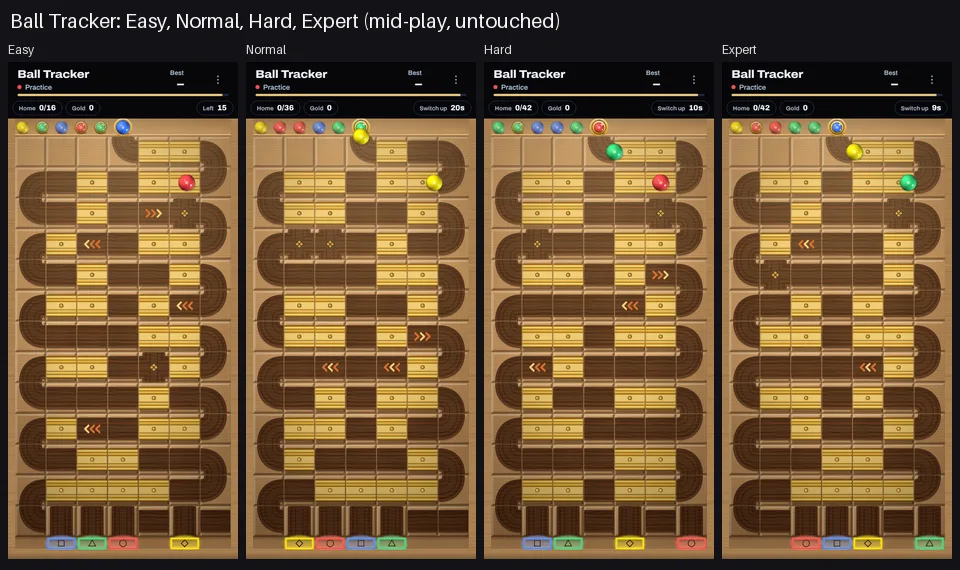 Ball Tracker: Easy, Normal, Hard, Expert (mid-play, untouched)
Easy
Ball Tracker
Practice
Best
–
Home 0/16
Gold 0
Left 15
Normal
Ball Tracker
Practice
Best
–
Home 0/36
Gold 0
Switch up 20s
Hard
Ball Tracker
Practice
Best
–
Home 0/42
Gold 0
Switch up 10s
Expert
Ball Tracker
Practice
Best
–
Home 0/42
Gold 0
Switch up 9s